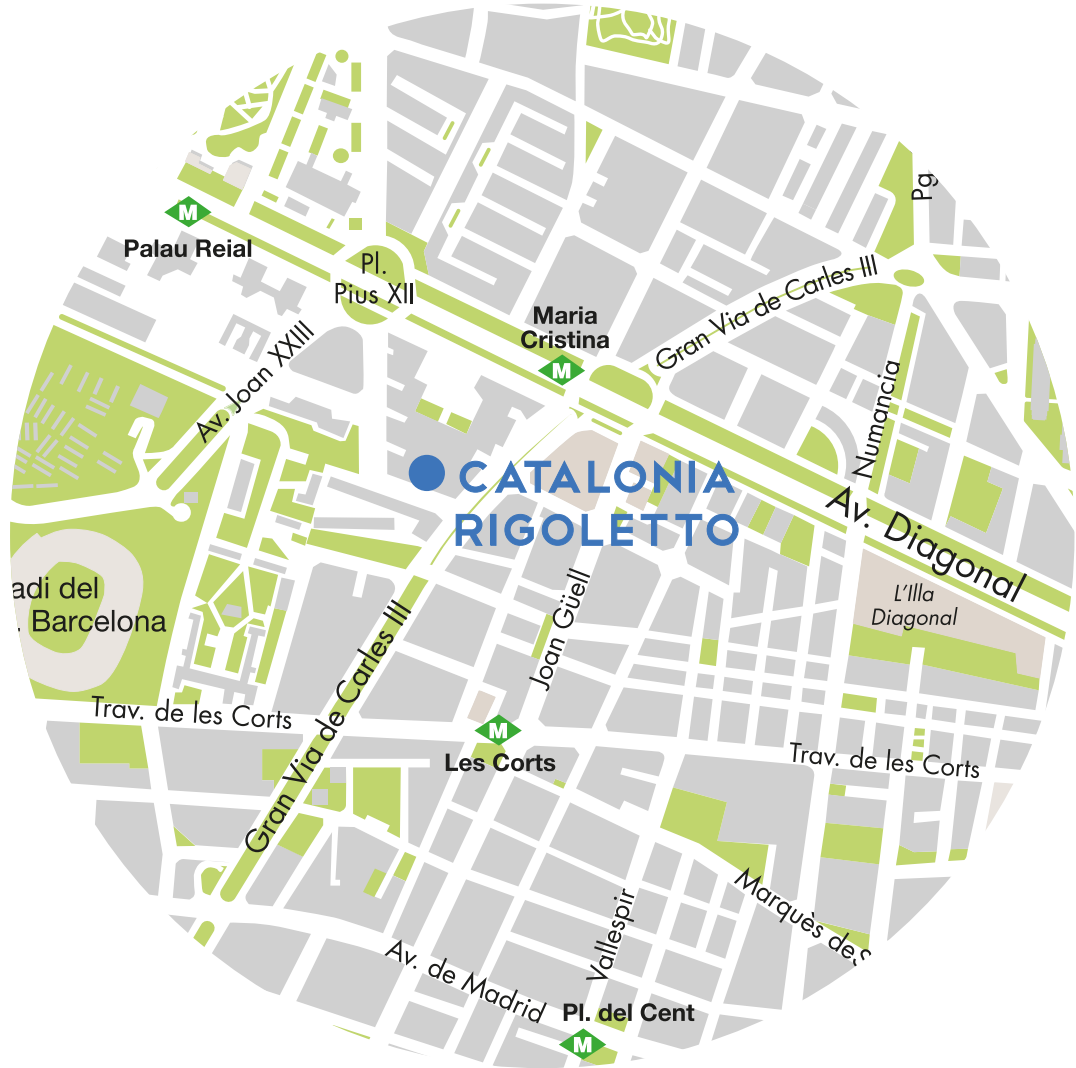 Pg
M
Palau Reial
Pl.
Pius XII
Gran Via de Carles III
Maria
Cristina
M
Av. Joan XXIII
Numancia
CATALONIA
RIGOLETTO
Av. Diagonal
adi del
. Barcelona
L'Illa
Diagonal
Joan Güell
Gran Via de Carles III
Trav. de les Corts
M
Les Corts
Trav. de les Corts
Marquès de S
Vallespir
Av. de Madrid
Pl. del Cent
M